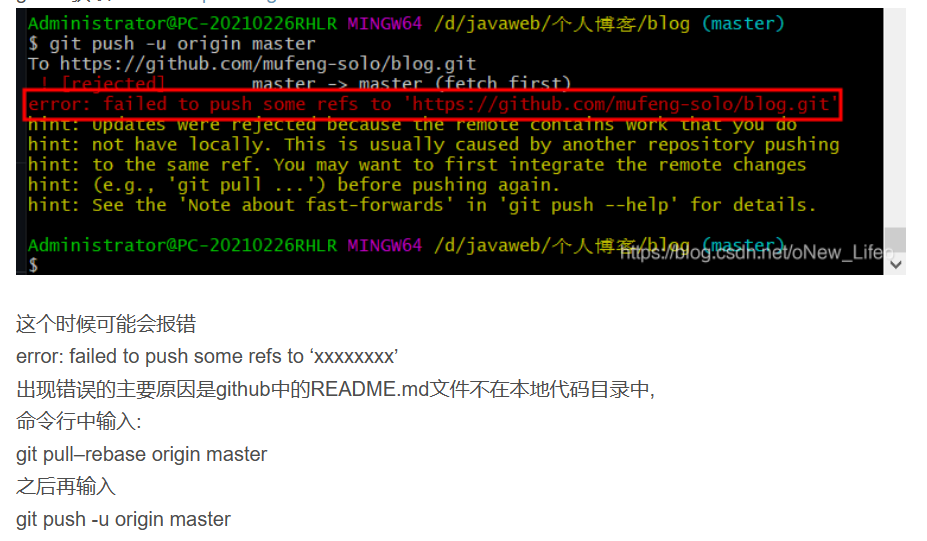 Administrator@PC-20210226RHLR MINGW64 /d/javaweb/个人博客/blog (master)
$ git push -u origin master
To https://github.com/mufeng-solo/blog.git
! [rejected] master -> master (fetch first)
error: failed to push some refs to 'https://github.com/mufeng-solo/blog.git'
hint: Updates were rejected because the remote contains work that you do
hint: not have locally. This is usually caused by another repository pushing
hint: to the same ref. You may want to first integrate the remote changes
hint: (e.g., 'git pull ...') before pushing again.
hint: See the 'Note about fast-forwards' in 'git push --help' for details.
Administrator@PC-20210226RHLR MINGW64 /d/javaweb/个人博客/blog (master)
$
这个时候可能会报错
error: failed to push some refs to ‘xxxxxxxx’
出现错误的主要原因是github中的README.md文件不在本地代码目录中,
命令行中输入:
git pull–rebase origin master
之后再输入
git push -u origin master